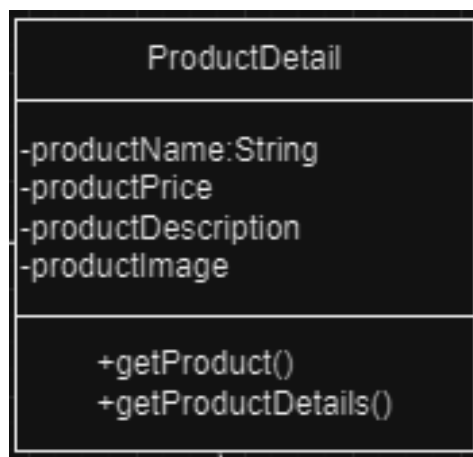 ProductDetail
-productName:String
-productPrice
-productDescription
-productImage
+getProduct()
+getProductDetails()